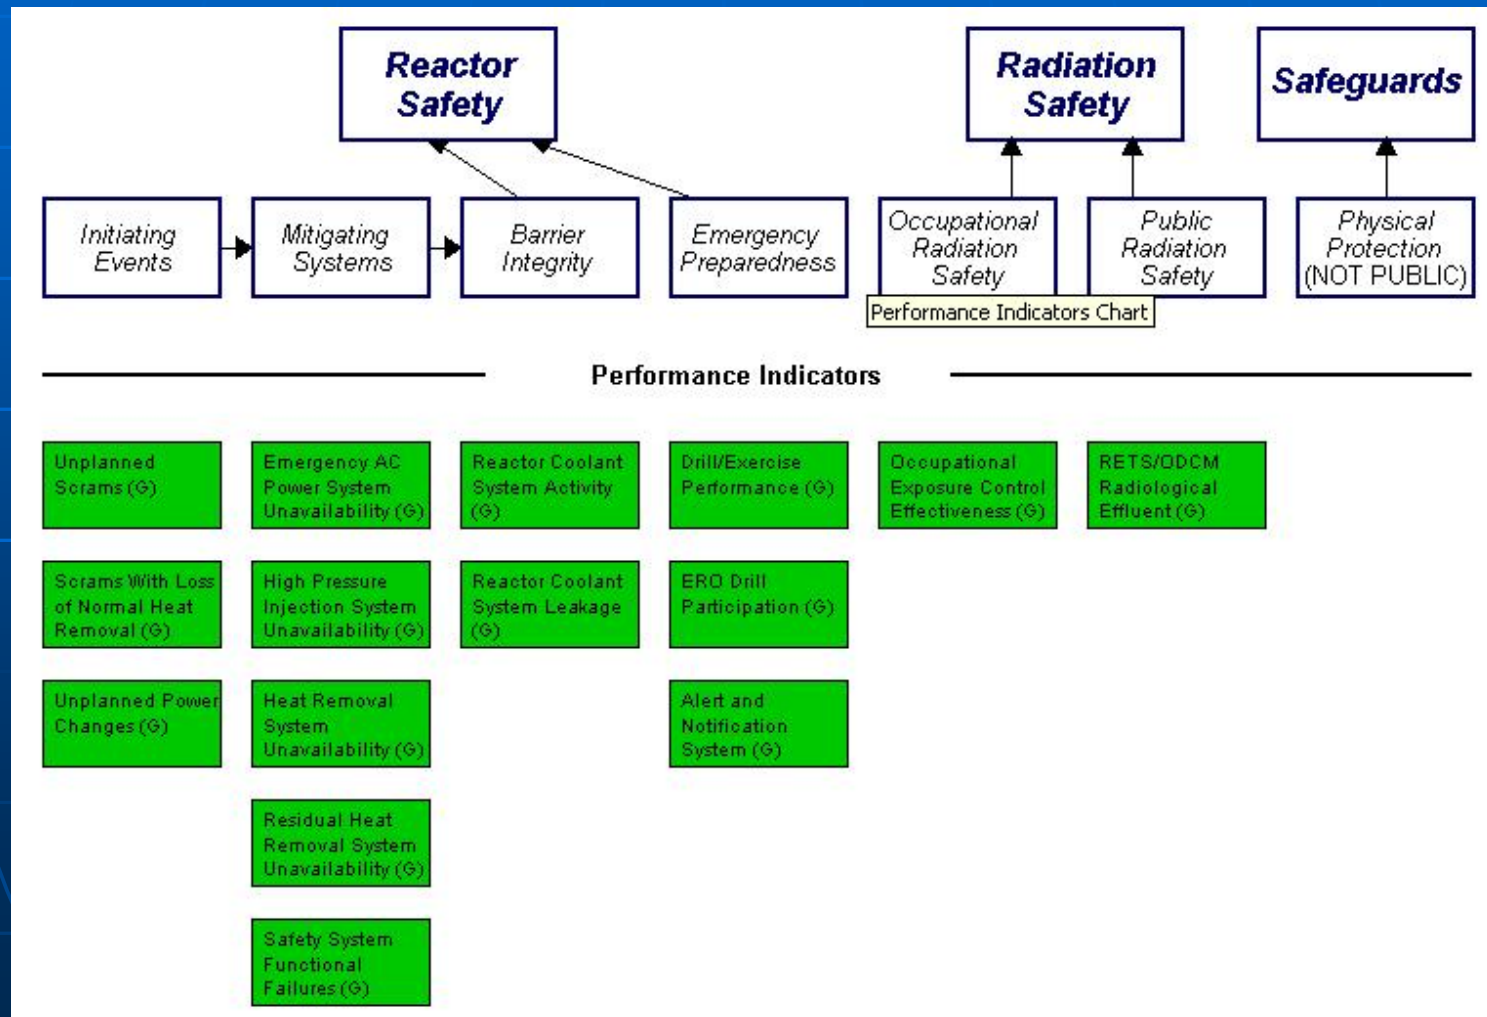 Reactor
Safety
Radiation
Safety
Safeguards
Initiating
Events
Mitigating
Systems
Barrier
Integrity
Emergency
Preparedness
Occupational
Radiation
Safety
Public
Radiation
Safety
Physical
Protection
(NOT PUBLIC)
Performance Indicators Chart
Performance Indicators
Unplanned
Scrams (G)
Emergency AC
Power System
Unavailability (G)
Reactor Coolant
System Activity
(G)
Drill/Exercise
Performance (G)
Occupational
Exposure Control
Effectiveness (G)
RETS/ODCM
Radiological
Effluent (G)
Scrams With Loss
of Normal Heat
Removal (G)
High Pressure
Injection System
Unavailability (G)
Reactor Coolant
System Leakage
(G)
ERO Drill
Participation (G)
Unplanned Power
Changes (G)
Heat Removal
System
Unavailability (G)
Alert and
Notification
System (G)
Residual Heat
Removal System
Unavailability (G)
Safety System
Functional
Failures (G)